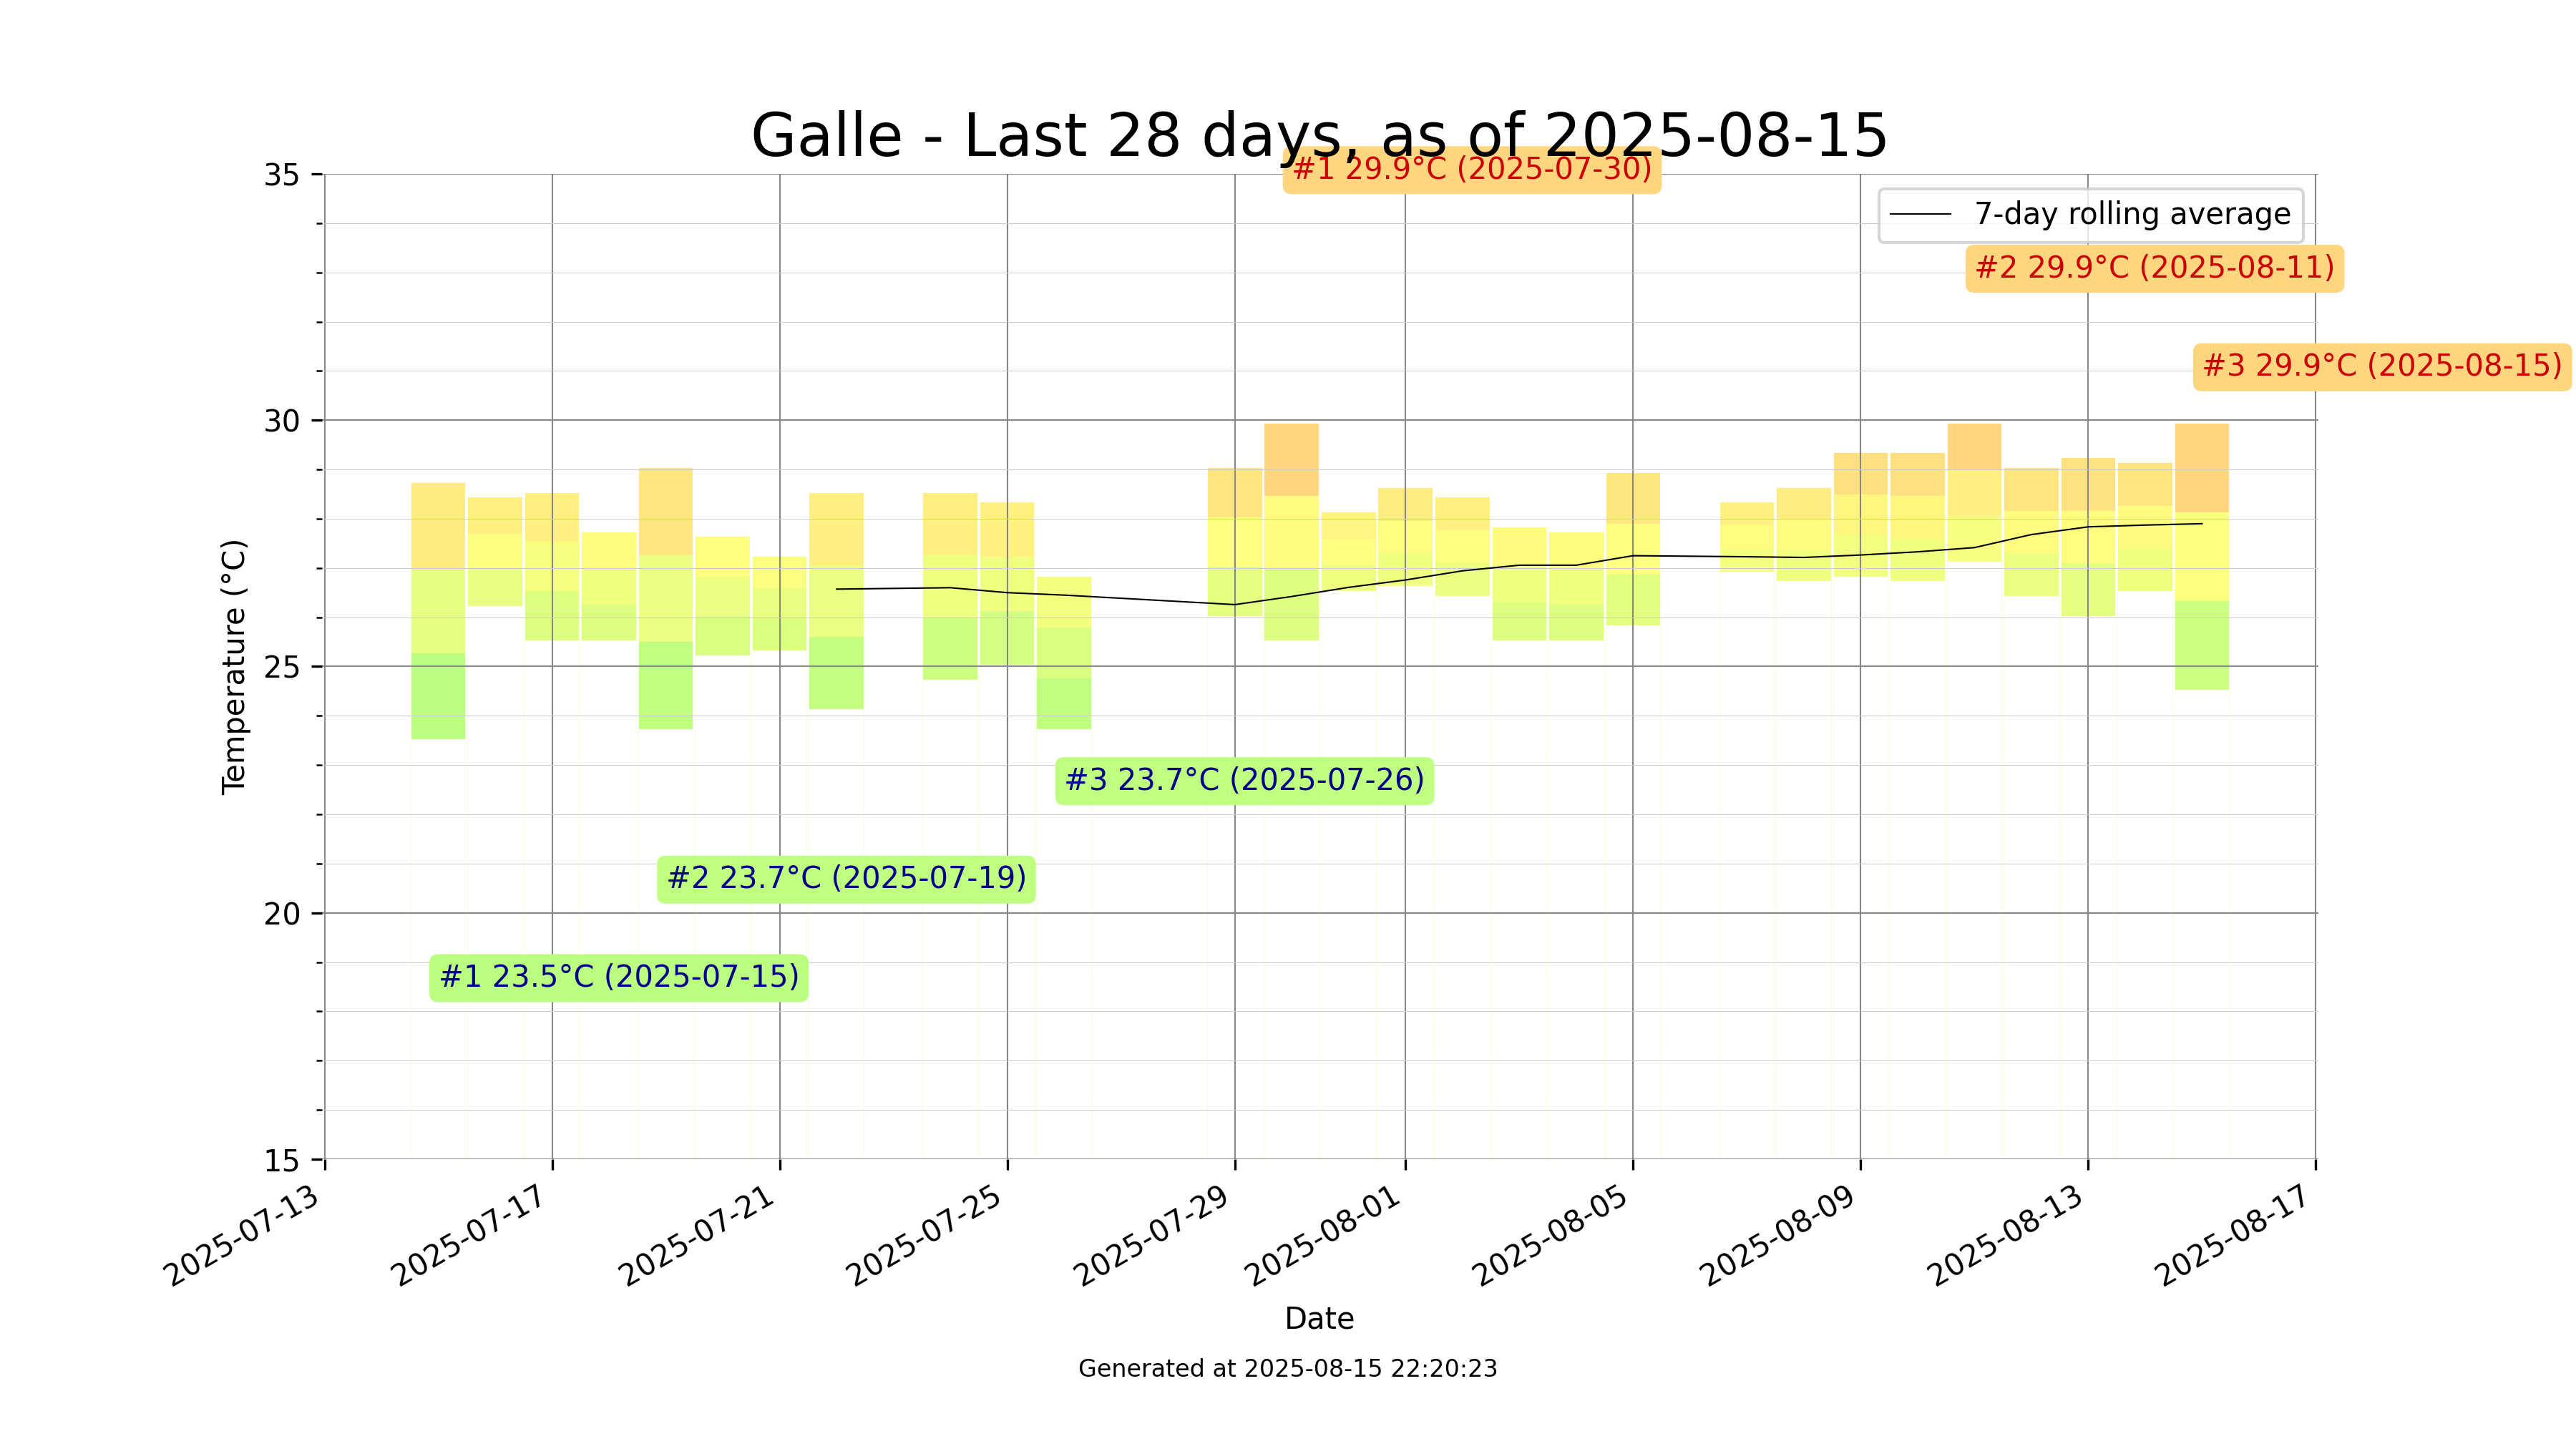 Galle - Last 28 days, as of 2025-08-15
#1 29.9°C (2025-07-30)
35
7-day rolling average
#2 29.9°C (2025-08-11)
#3 29.9°C (2025-08-15)
30
25
Temperature (°C)
#3 23.7°C (2025-07-26)
#2 23.7°C (2025-07-19)
20
#1 23.5°C (2025-07-15)
15
2025-07-13
2025-07-17
2025-07-21
2025-07-25
2025-07-29
2025-08-01
2025-08-05
2025-08-09
2025-08-13
2025-08-17
Date
Generated at 2025-08-15 22:20:23